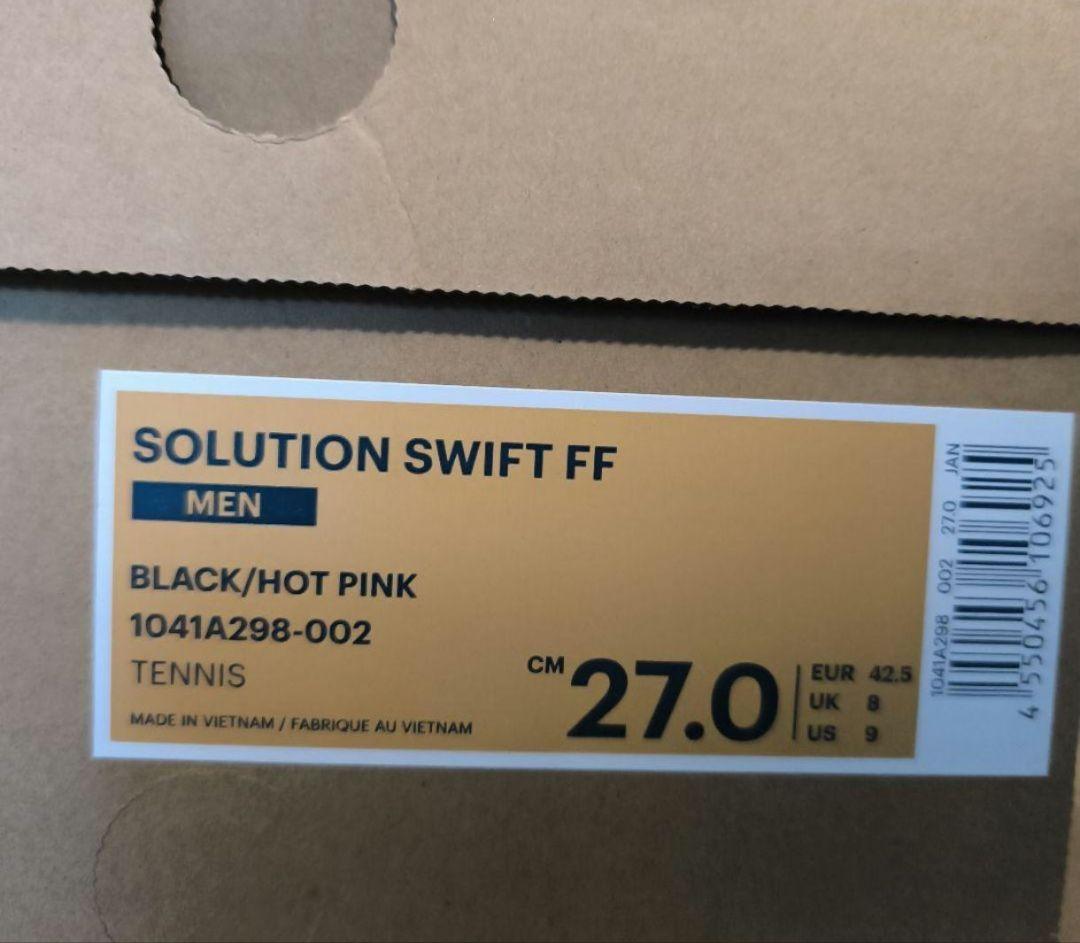 SOLUTION SWIFT FF
MEN
BLACK/HOT PINK
1041A298-002
TENNIS
MADE IN VIETNAM / FABRIQUE AU VIETNAM
CM 27.0
EUR 42.5
UK 8
US 9
1041A298 002 27.0 JAN
4 550456 106925